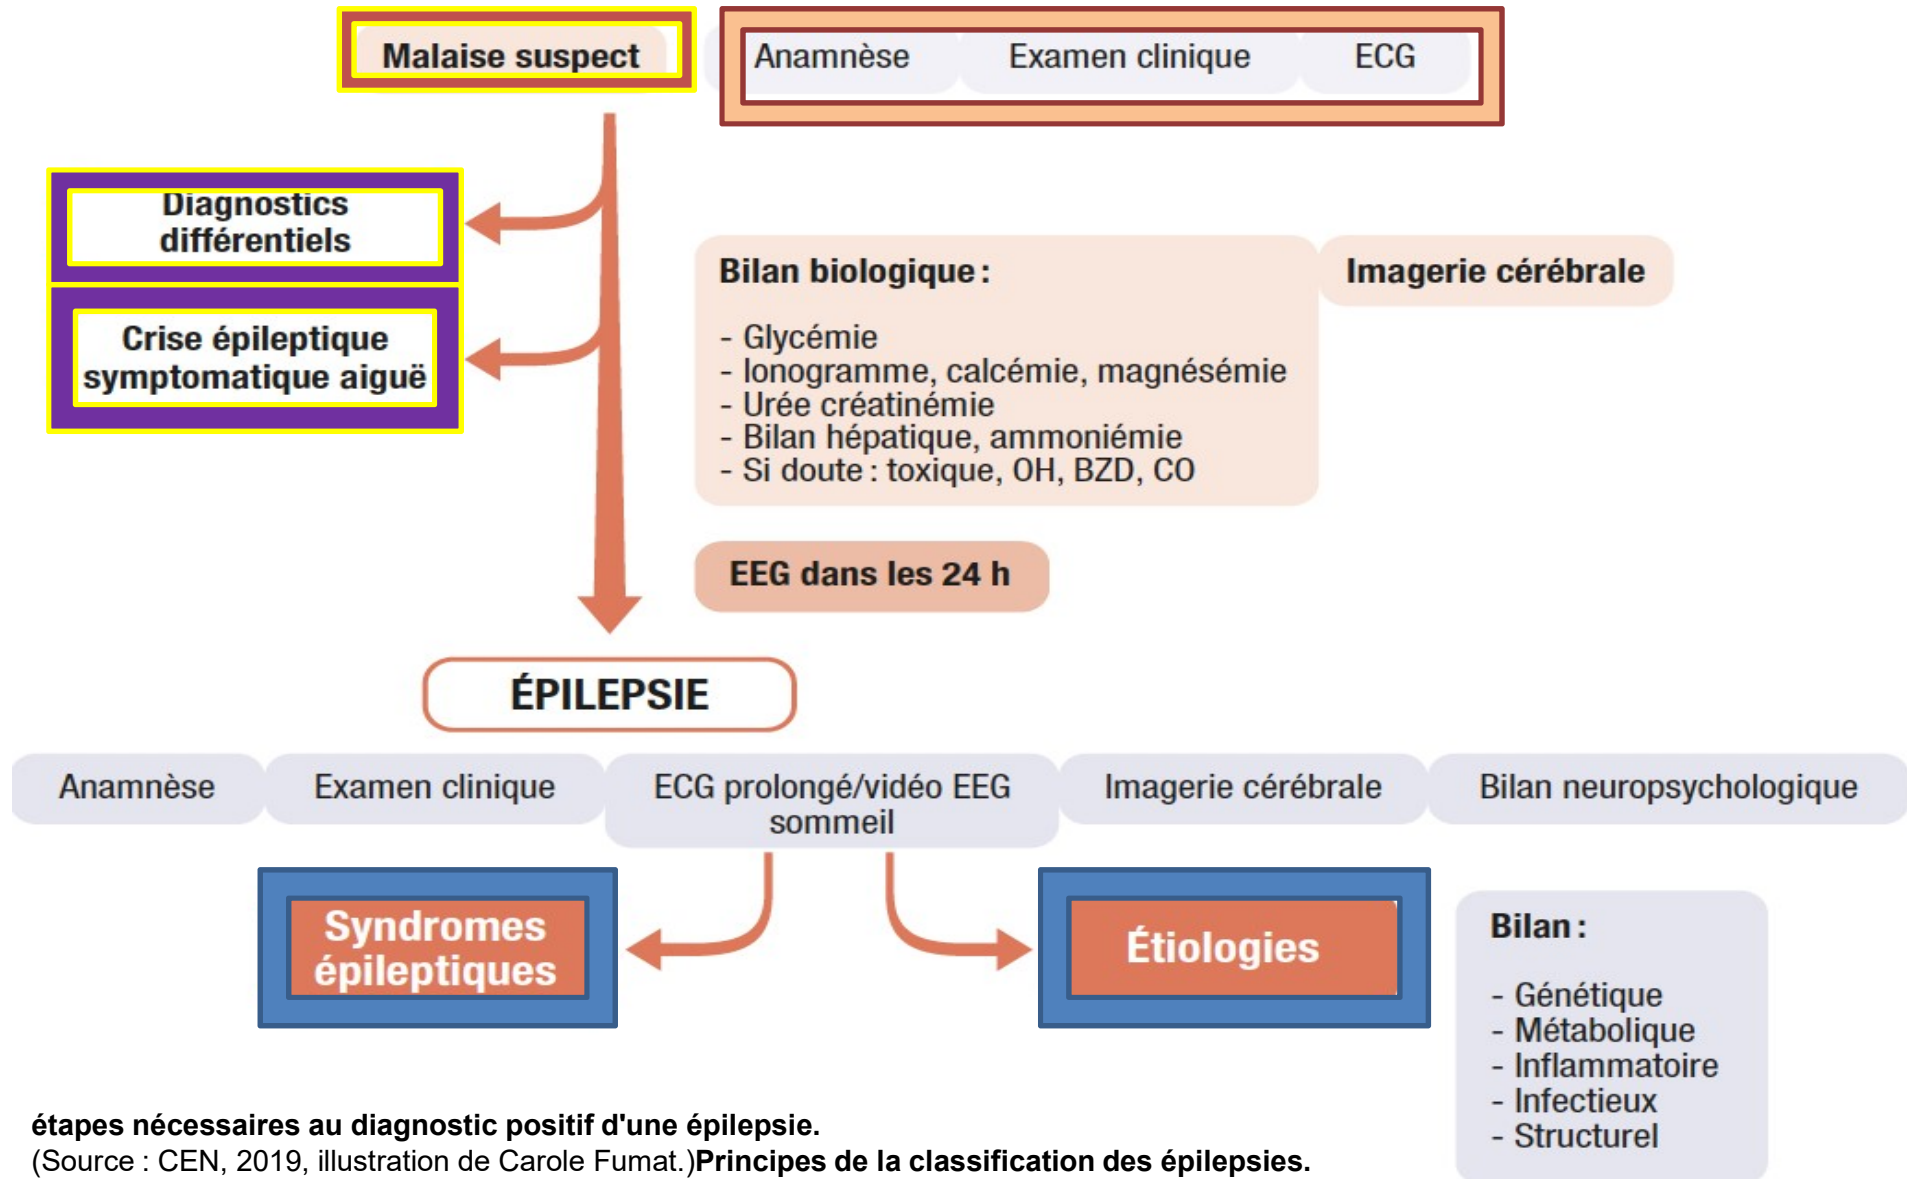 Malaise suspect
Anamnèse
Examen clinique
ECG
Diagnostics
différentiels
Crise épileptique
symptomatique aiguë
Bilan biologique :
- Glycémie
- Ionogramme, calcémie, magnésémie
- Urée créatinémie
- Bilan hépatique, ammoniémie
- Si doute : toxique, OH, BZD, CO
Imagerie cérébrale
EEG dans les 24 h
ÉPILEPSIE
Anamnèse
Examen clinique
ECG prolongé/vidéo EEG
sommeil
Imagerie cérébrale
Bilan neuropsychologique
Syndromes
épileptiques
Étiologies
Bilan :
- Génétique
- Métabolique
- Inflammatoire
- Infectieux
- Structurel
étapes nécessaires au diagnostic positif d'une épilepsie.
(Source : CEN, 2019, illustration de Carole Fumat.)Principes de la classification des épilepsies.